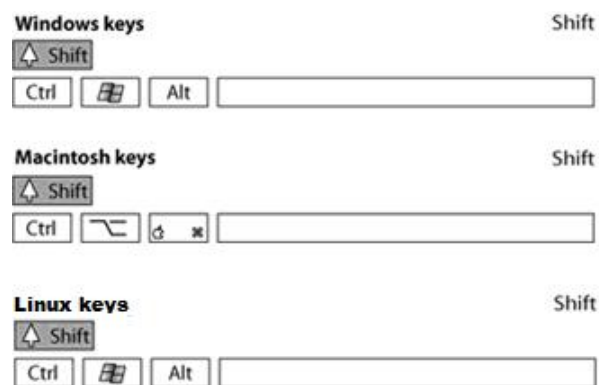 Windows keys Shift
Shift
Ctrl Alt
Macintosh keys Shift
Shift
Ctrl
Linux keys Shift
Shift
Ctrl Alt